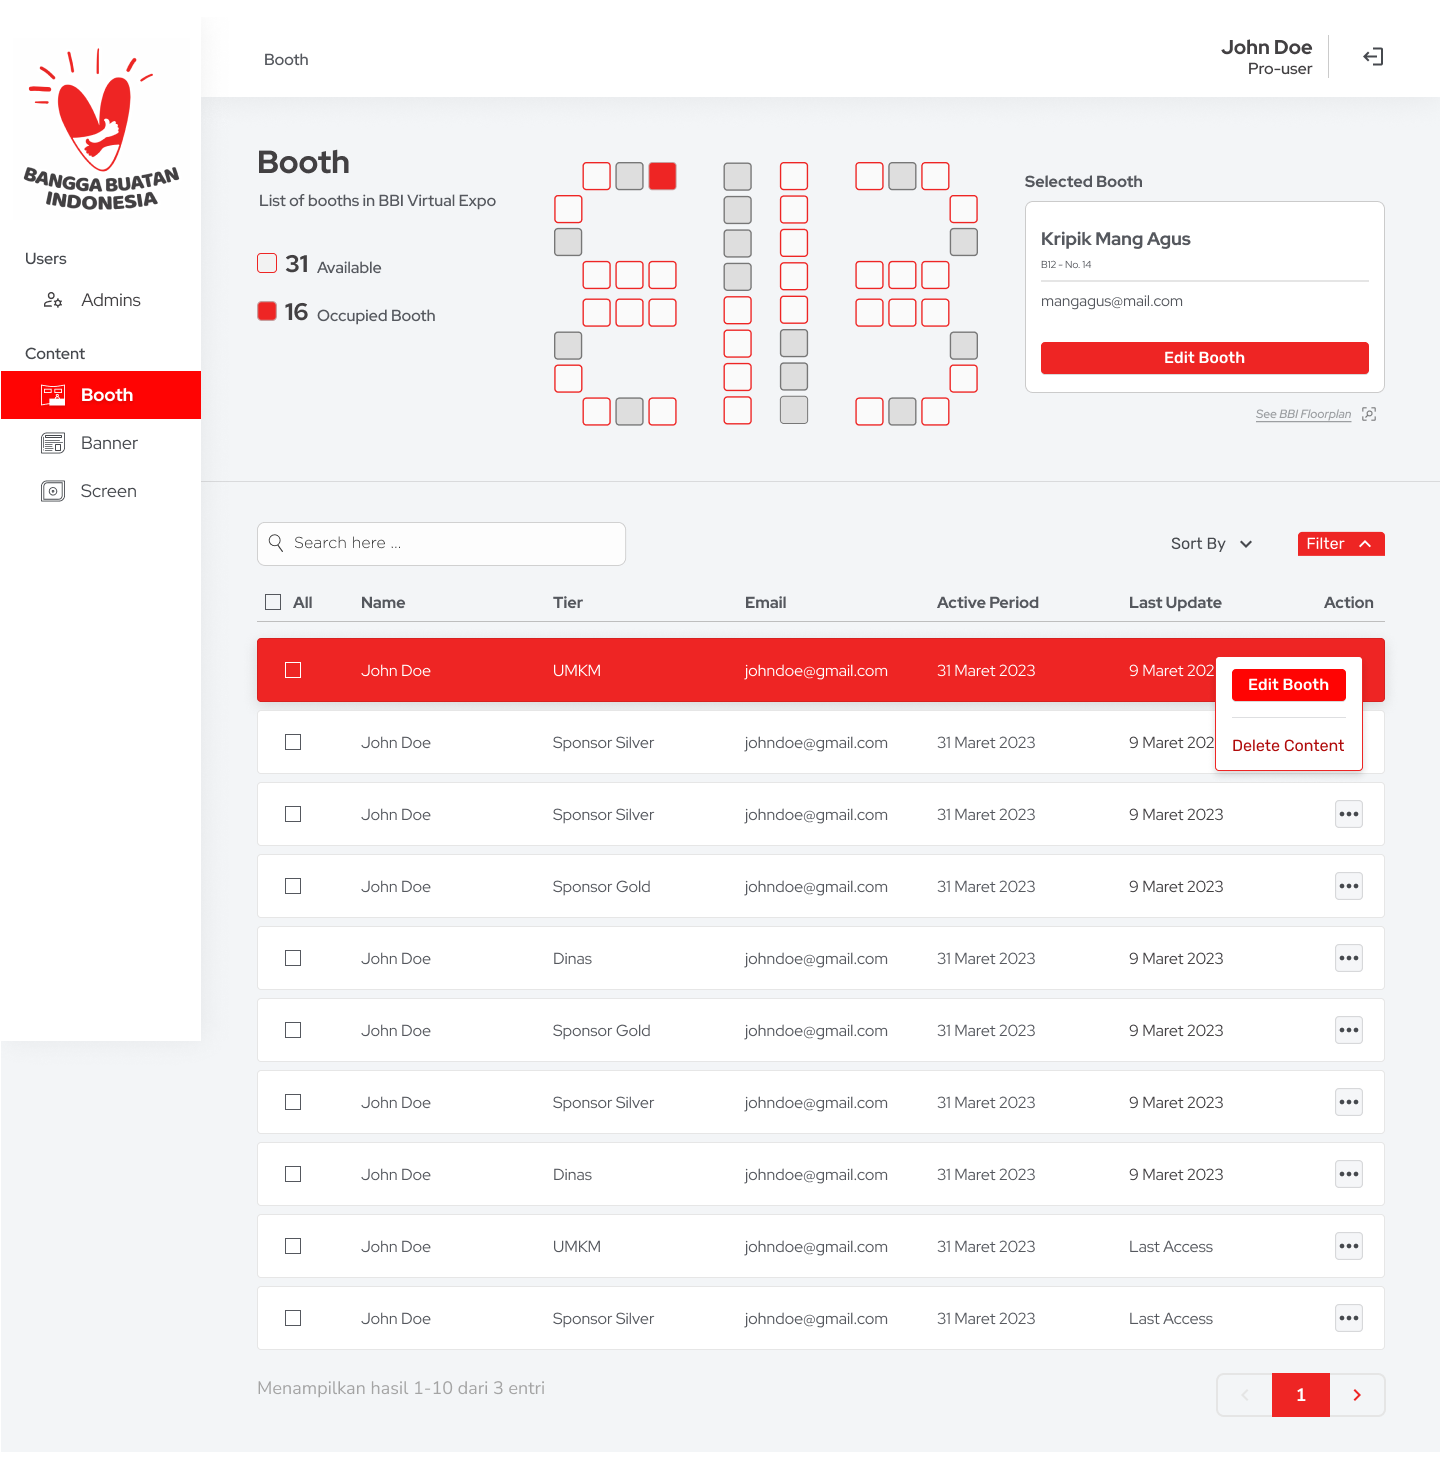 BANGGA BUATAN
INDONESIA
Users
Admins
Content
Booth
Banner
Screen
Booth
John Doe
Pro-user
Booth
List of booths in BBI Virtual Expo
31 Available
16 Occupied Booth
Selected Booth
Kripik Mang Agus
B12 - No. 14
mangagus@mail.com
Edit Booth
See BBI Floorplan
Search here ...
Sort By
Filter
All Name Tier Email Active Period Last Update Action
John Doe UMKM johndoe@gmail.com 31 Maret 2023 9 Maret 202
Edit Booth
Delete Content
John Doe Sponsor Silver johndoe@gmail.com 31 Maret 2023 9 Maret 202
John Doe Sponsor Silver johndoe@gmail.com 31 Maret 2023 9 Maret 2023
John Doe Sponsor Gold johndoe@gmail.com 31 Maret 2023 9 Maret 2023
John Doe Dinas johndoe@gmail.com 31 Maret 2023 9 Maret 2023
John Doe Sponsor Gold johndoe@gmail.com 31 Maret 2023 9 Maret 2023
John Doe Sponsor Silver johndoe@gmail.com 31 Maret 2023 9 Maret 2023
John Doe Dinas johndoe@gmail.com 31 Maret 2023 9 Maret 2023
John Doe UMKM johndoe@gmail.com 31 Maret 2023 Last Access
John Doe Sponsor Silver johndoe@gmail.com 31 Maret 2023 Last Access
Menampilkan hasil 1-10 dari 3 entri
1